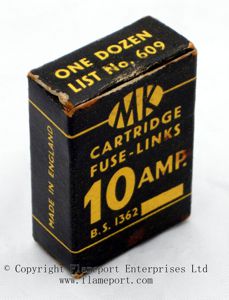 ONE DOZEN
LIST No. 609
MK
CARTRIDGE
FUSE-LINKS
10 AMP.
B.S. 1362
MADE IN ENGLAND
© Copyright Flameport Enterprises Ltd
www.flameport.com